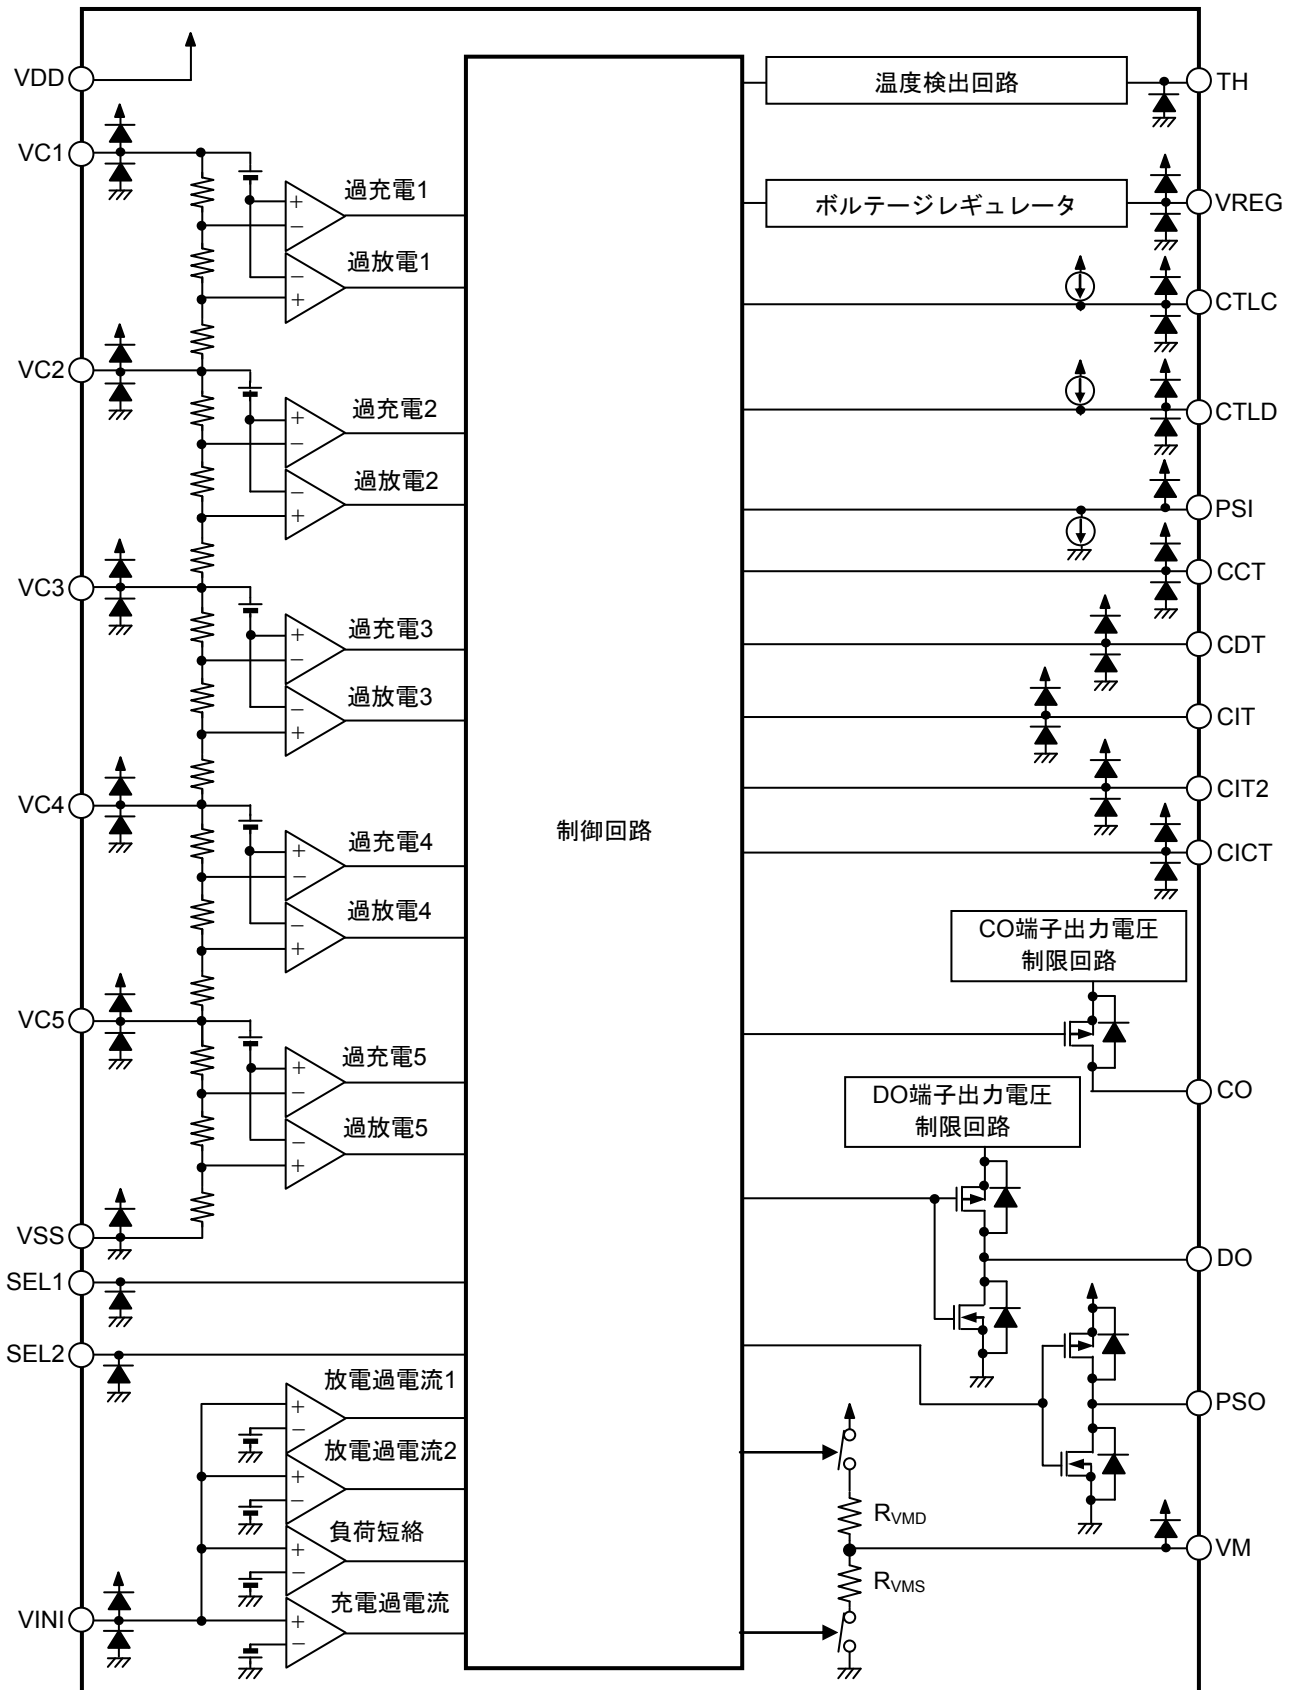 VDD
VC1
過充電1
過放電1
VC2
過充電2
過放電2
VC3
過充電3
過放電3
VC4
過充電4
過放電4
VC5
過充電5
過放電5
VSS
SEL1
SEL2
放電過電流1
放電過電流2
負荷短絡
充電過電流
VINI
制御回路
温度検出回路
TH
ボルテージレギュレータ
VREG
CTLC
CTLD
PSI
CCT
CDT
CIT
CIT2
CICT
CO端子出力電圧
制限回路
CO
DO端子出力電圧
制限回路
DO
PSO
RVMD
VM
RVMS